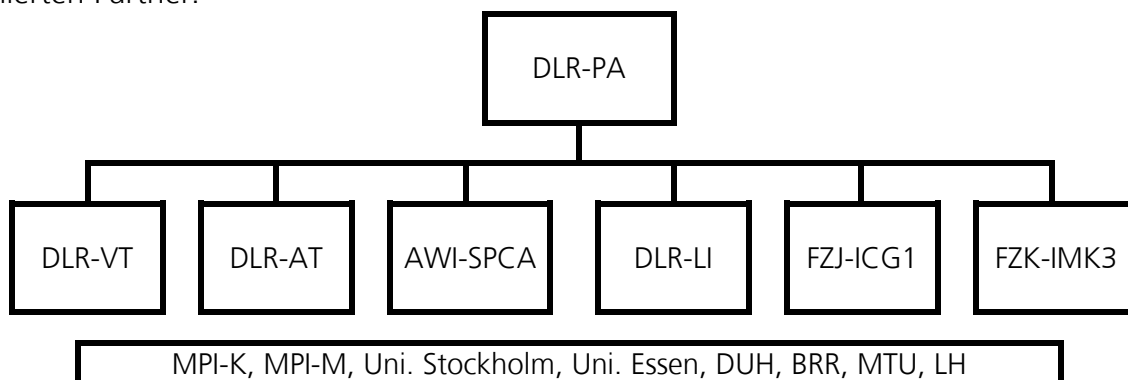 DLR-PA
DLR-VT DLR-AT AWI-SPCA DLR-LI FZJ-ICG1 FZK-IMK3
MPI-K, MPI-M, Uni. Stockholm, Uni. Essen, DUH, BRR, MTU, LH